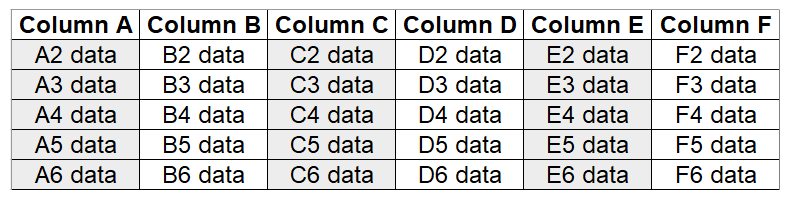 Column A Column B Column C Column D Column E Column F
A2 data B2 data C2 data D2 data E2 data F2 data
A3 data B3 data C3 data D3 data E3 data F3 data
A4 data B4 data C4 data D4 data E4 data F4 data
A5 data B5 data C5 data D5 data E5 data F5 data
A6 data B6 data C6 data D6 data E6 data F6 data